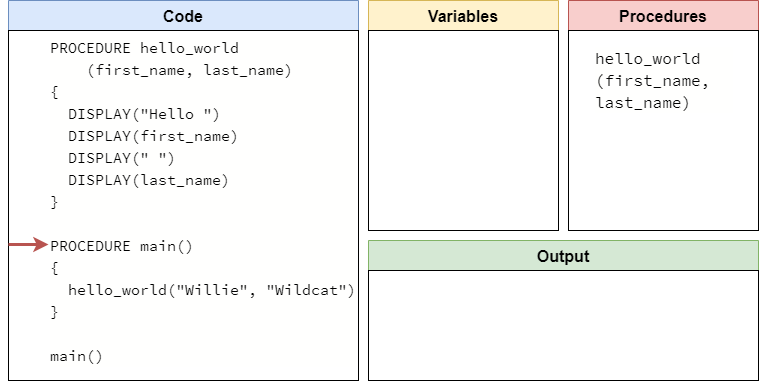 Code
PROCEDURE hello_world
(first_name, last_name)
{
DISPLAY("Hello ")
DISPLAY(first_name)
DISPLAY(" ")
DISPLAY(last_name)
}
PROCEDURE main()
{
hello_world("Willie", "Wildcat")
}
main()
Variables
Procedures
hello_world
(first_name,
last_name)
Output